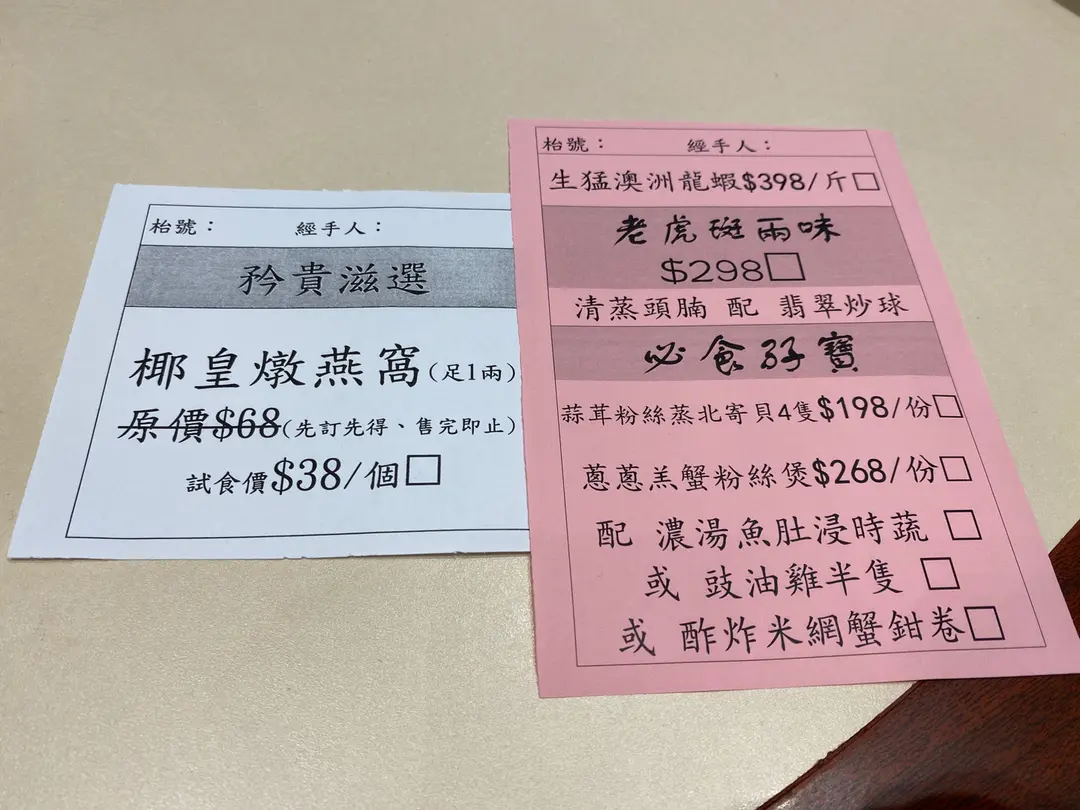 枱號： 經手人：
矜貴滋選
椰皇燉燕窩(足1兩)
原價$68(先訂先得、售完即止)
試食價$38/個□
枱號： 經手人：
生猛澳洲龍蝦$398/斤□
老虎斑兩味
$298□
清蒸頭腩 配 翡翠炒球
必食孖寶
蒜茸粉絲蒸北寄貝4隻$198/份□
蔥蔥羔蟹粉絲煲$268/份□
配 濃湯魚肚浸時蔬 □
或 豉油雞半隻 □
或 酢炸米網蟹鉗卷□